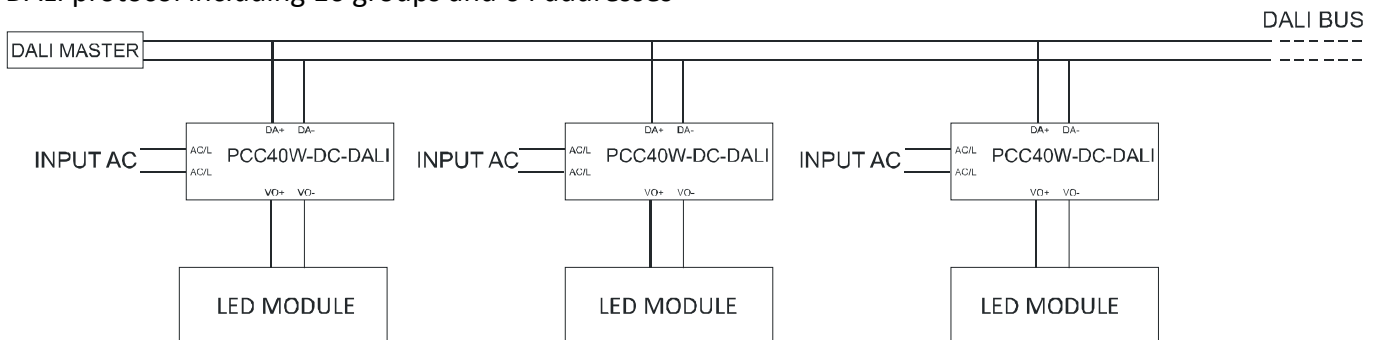 DALI protocol including 16 groups and 64 addresses
DALI BUS
DALI MASTER
DA+ DA- DA+ DA- DA+ DA-
INPUT AC AC/L PCC40W-DC-DALI INPUT AC AC/L PCC40W-DC-DALI INPUT AC AC/L PCC40W-DC-DALI
AC/L AC/L AC/L
VO+ VO- VO+ VO- VO+ VO-
LED MODULE LED MODULE LED MODULE